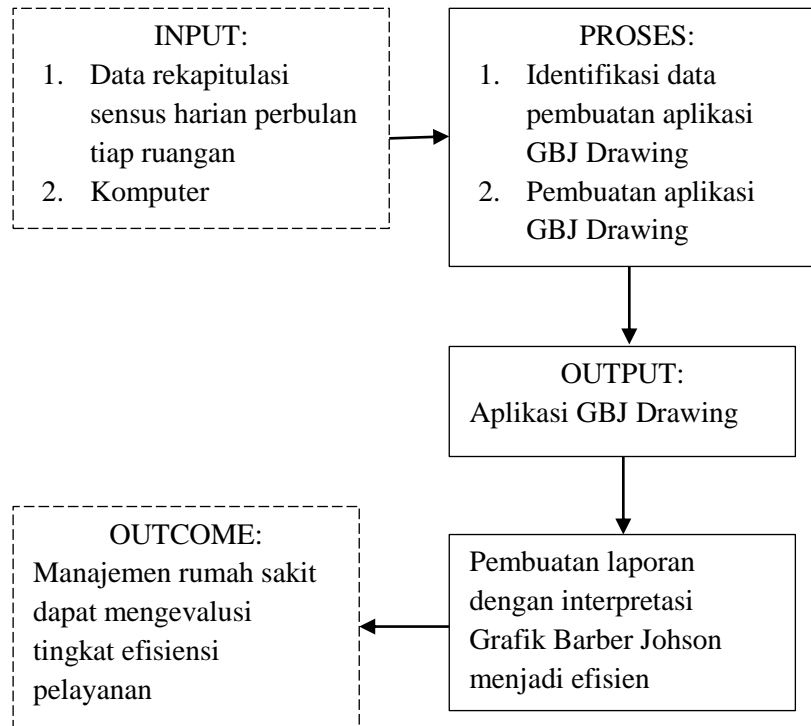 INPUT:
1. Data rekapitulasi
sensus harian perbulan
tiap ruangan
2. Komputer
PROSES:
1. Identifikasi data
pembuatan aplikasi
GBJ Drawing
2. Pembuatan aplikasi
GBJ Drawing
OUTPUT:
Aplikasi GBJ Drawing
Pembuatan laporan
dengan interpretasi
Grafik Barber Johson
menjadi efisien
OUTCOME:
Manajemen rumah sakit
dapat mengevalusi
tingkat efisiensi
pelayanan